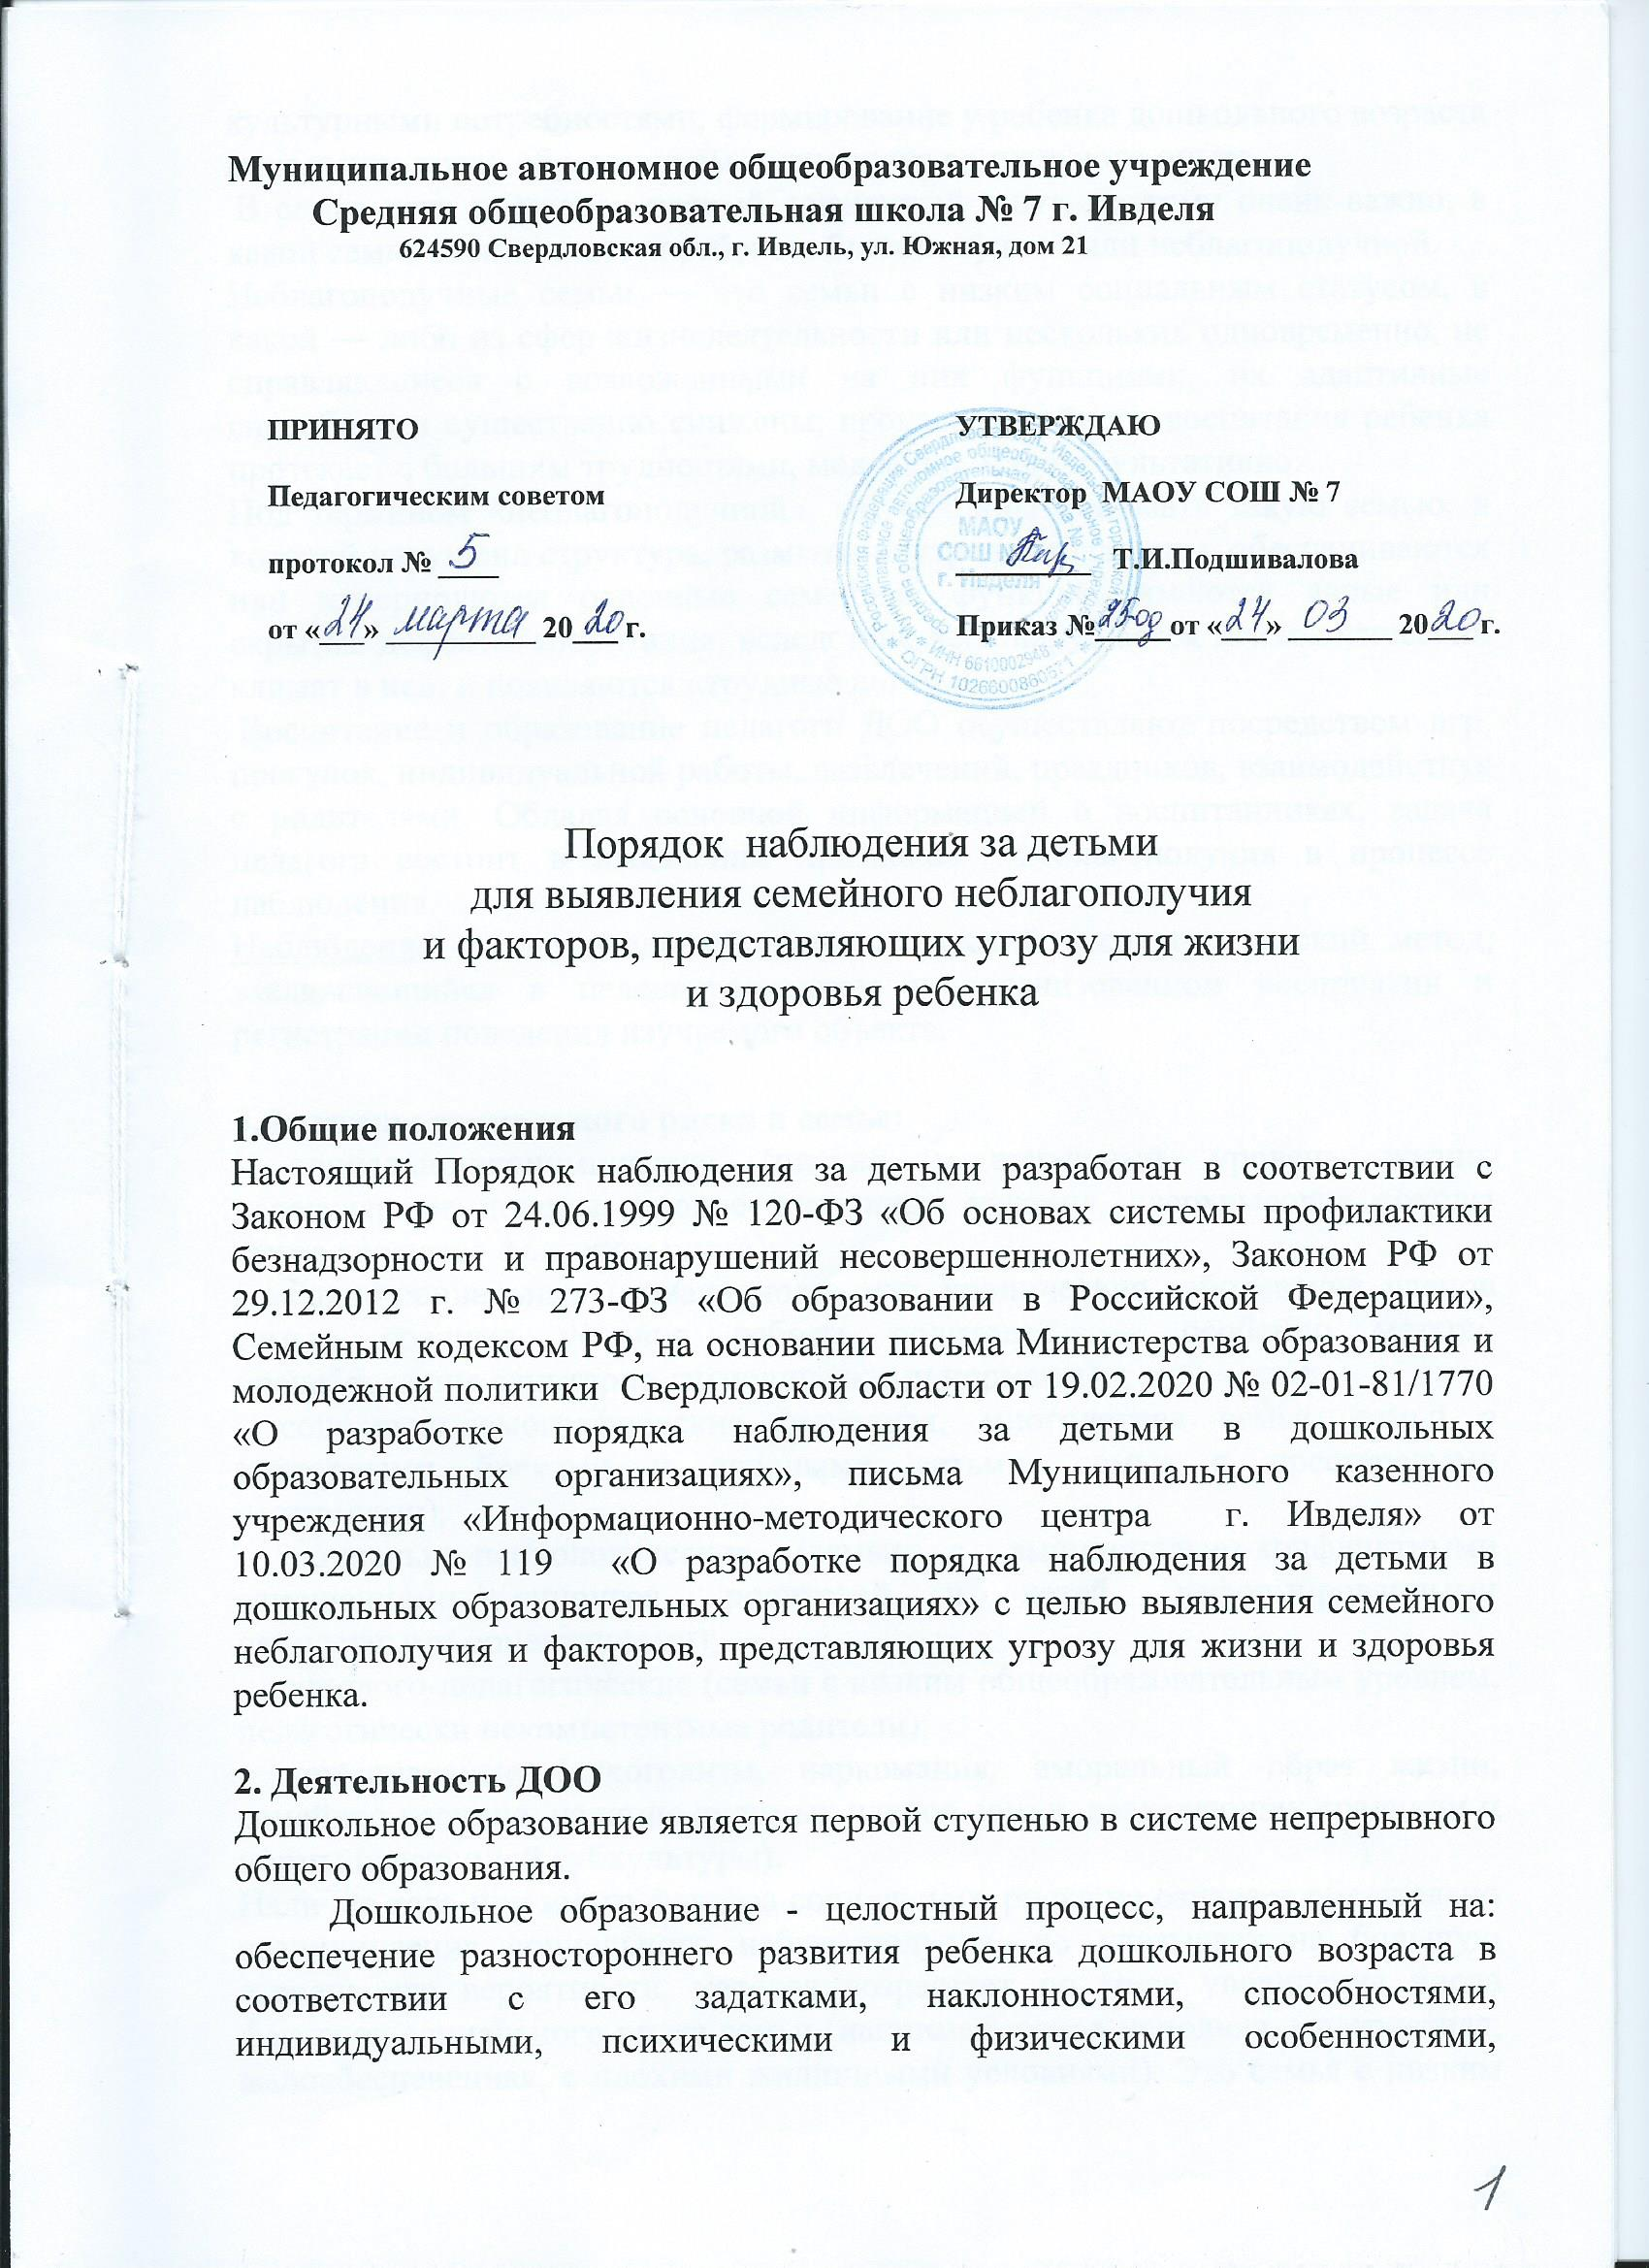 Муниципальное автономное общеобразовательное учреждение
Средняя общеобразовательная школа № 7 г. Ивделя
624590 Свердловская обл., г. Ивдель, ул. Южная, дом 21
ПРИНЯТО
Педагогическим советом
протокол № 5
от «24» марта 2020 г.
УТВЕРЖДАЮ
Директор МАОУ СОШ № 7
Т.И.Подшивалова
Приказ № 25од от «24» 03 2020 г.
МАОУ
СОШ № 7
г. Ивделя
ИНН 6610002948
ОГРН 1026600860571
Порядок наблюдения за детьми
для выявления семейного неблагополучия
и факторов, представляющих угрозу для жизни
и здоровья ребенка
1.Общие положения
Настоящий Порядок наблюдения за детьми разработан в соответствии с
Законом РФ от 24.06.1999 № 120-ФЗ «Об основах системы профилактики
безнадзорности и правонарушений несовершеннолетних», Законом РФ от
29.12.2012 г. № 273-ФЗ «Об образовании в Российской Федерации»,
Семейным кодексом РФ, на основании письма Министерства образования и
молодежной политики Свердловской области от 19.02.2020 № 02-01-81/1770
«О разработке порядка наблюдения за детьми в дошкольных
образовательных организациях», письма Муниципального казенного
учреждения «Информационно-методического центра г. Ивделя» от
10.03.2020 № 119 «О разработке порядка наблюдения за детьми в
дошкольных образовательных организациях» с целью выявления семейного
неблагополучия и факторов, представляющих угрозу для жизни и здоровья
ребенка.
2. Деятельность ДОО
Дошкольное образование является первой ступенью в системе непрерывного
общего образования.
Дошкольное образование - целостный процесс, направленный на:
обеспечение разностороннего развития ребенка дошкольного возраста в
соответствии с его задатками, наклонностями, способностями,
индивидуальными, психическими и физическими особенностями,
1